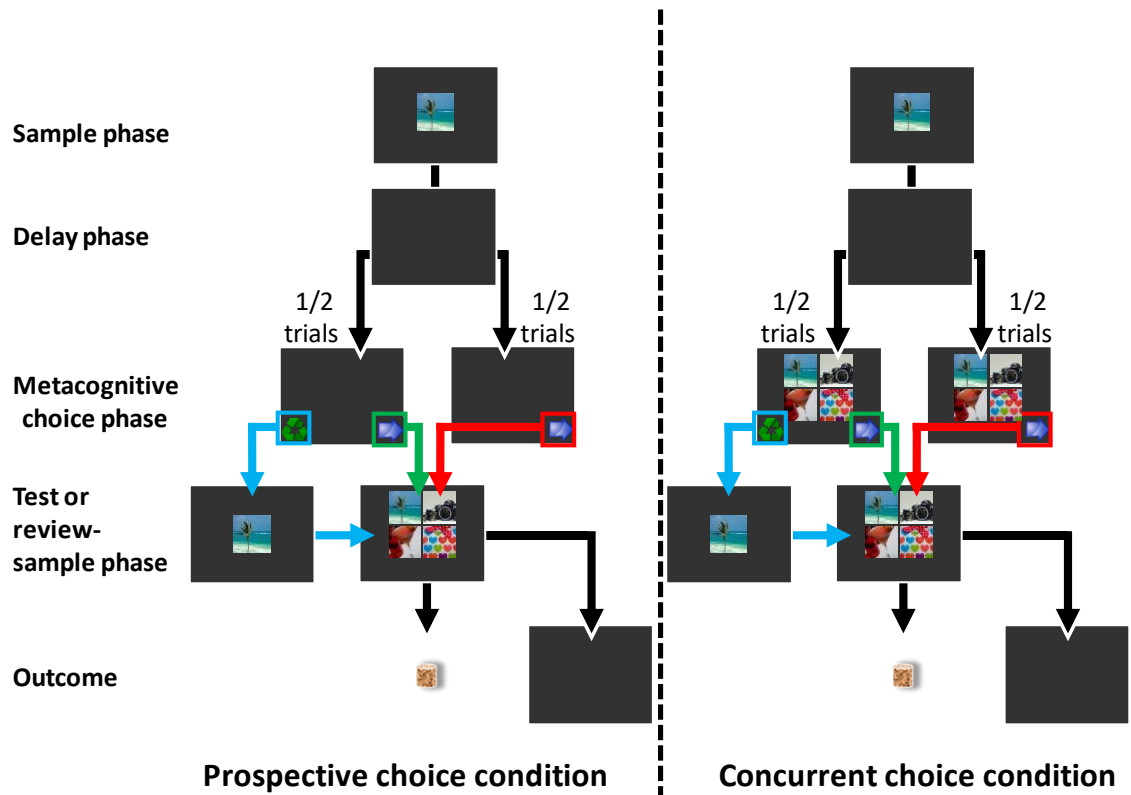 Sample phase
Delay phase
1/2
trials
1/2
trials
1/2
trials
1/2
trials
Metacognitive
choice phase
Test or
review-
sample phase
Outcome
Prospective choice condition
Concurrent choice condition